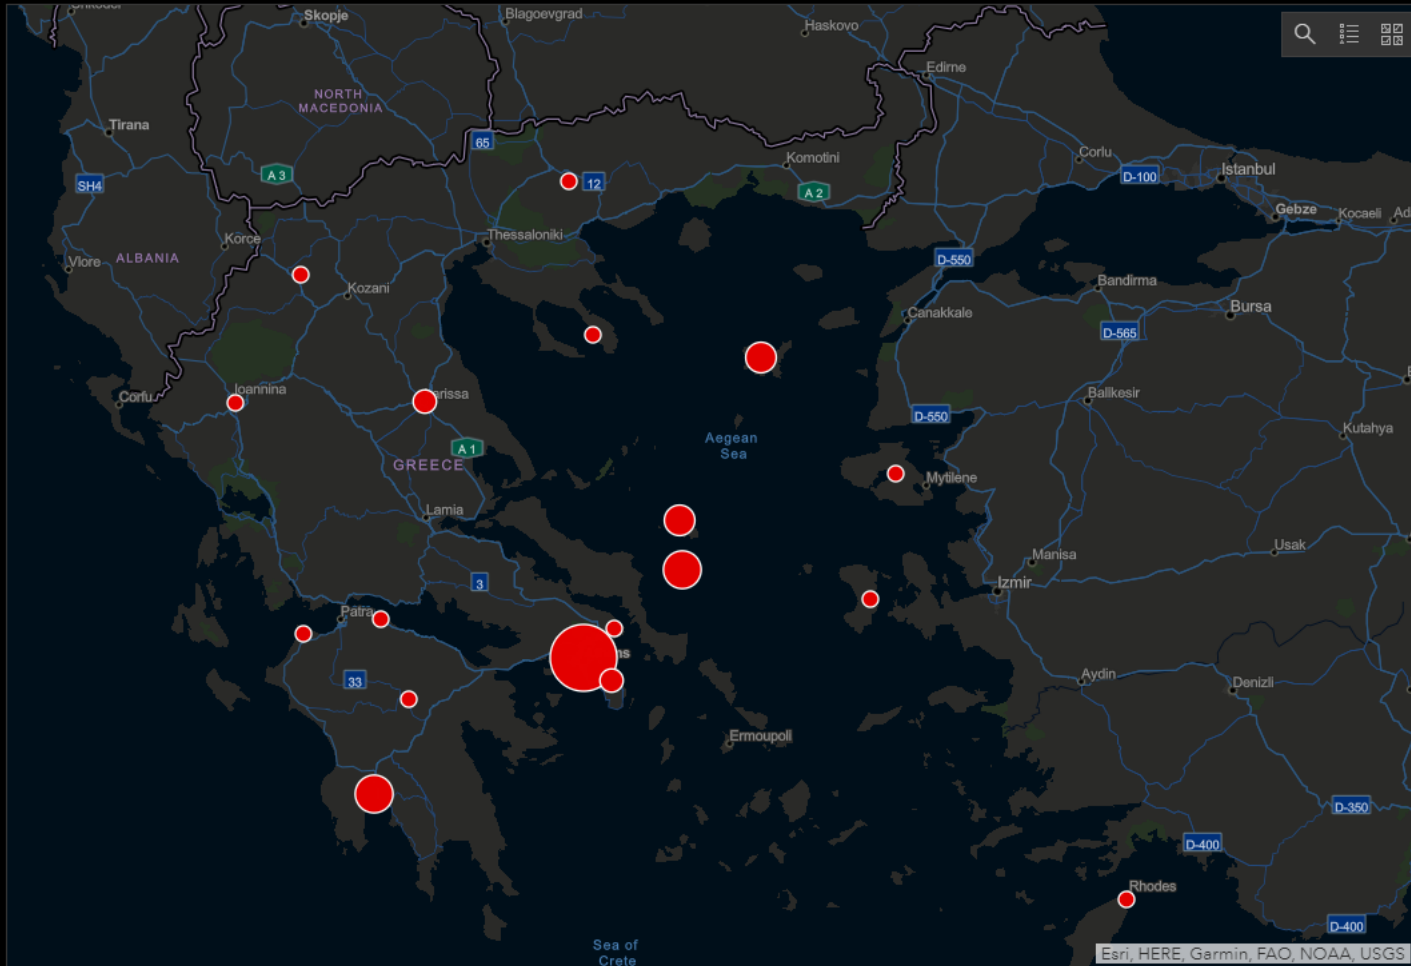 Skopje
Blagoevgrad
Haskovo
Edirne
NORTH
MACEDONIA
Tirana
65
Komotini
Corlu
A 3
SH4
12
A 2
D-100
Istanbul
Gebze
Kocaeli
Korce
Thessaloniki
ALBANIA
Vlore
D-550
Kozani
Bandirma
Canakkale
Bursa
D-565
Corfu
Ioannina
arissa
Balikesir
D-550
Kutahya
Aegean
Sea
A 1
GREECE
Mytilene
Lamia
Usak
Manisa
3
Izmir
Patra
ns
33
Aydin
Denizli
Ermoupoli
D-350
D-400
Rhodes
D-400
Sea of
Crete
Esri, HERE, Garmin, FAO, NOAA, USGS